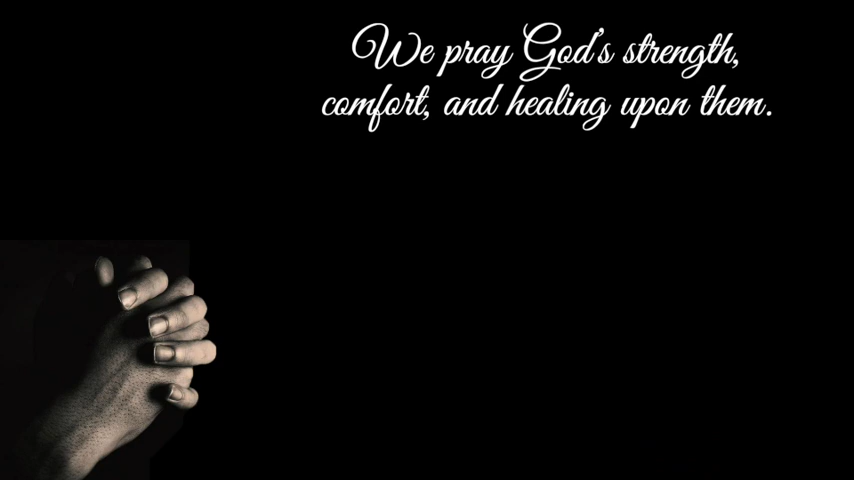 We pray God's strength,
comfort, and healing upon them.